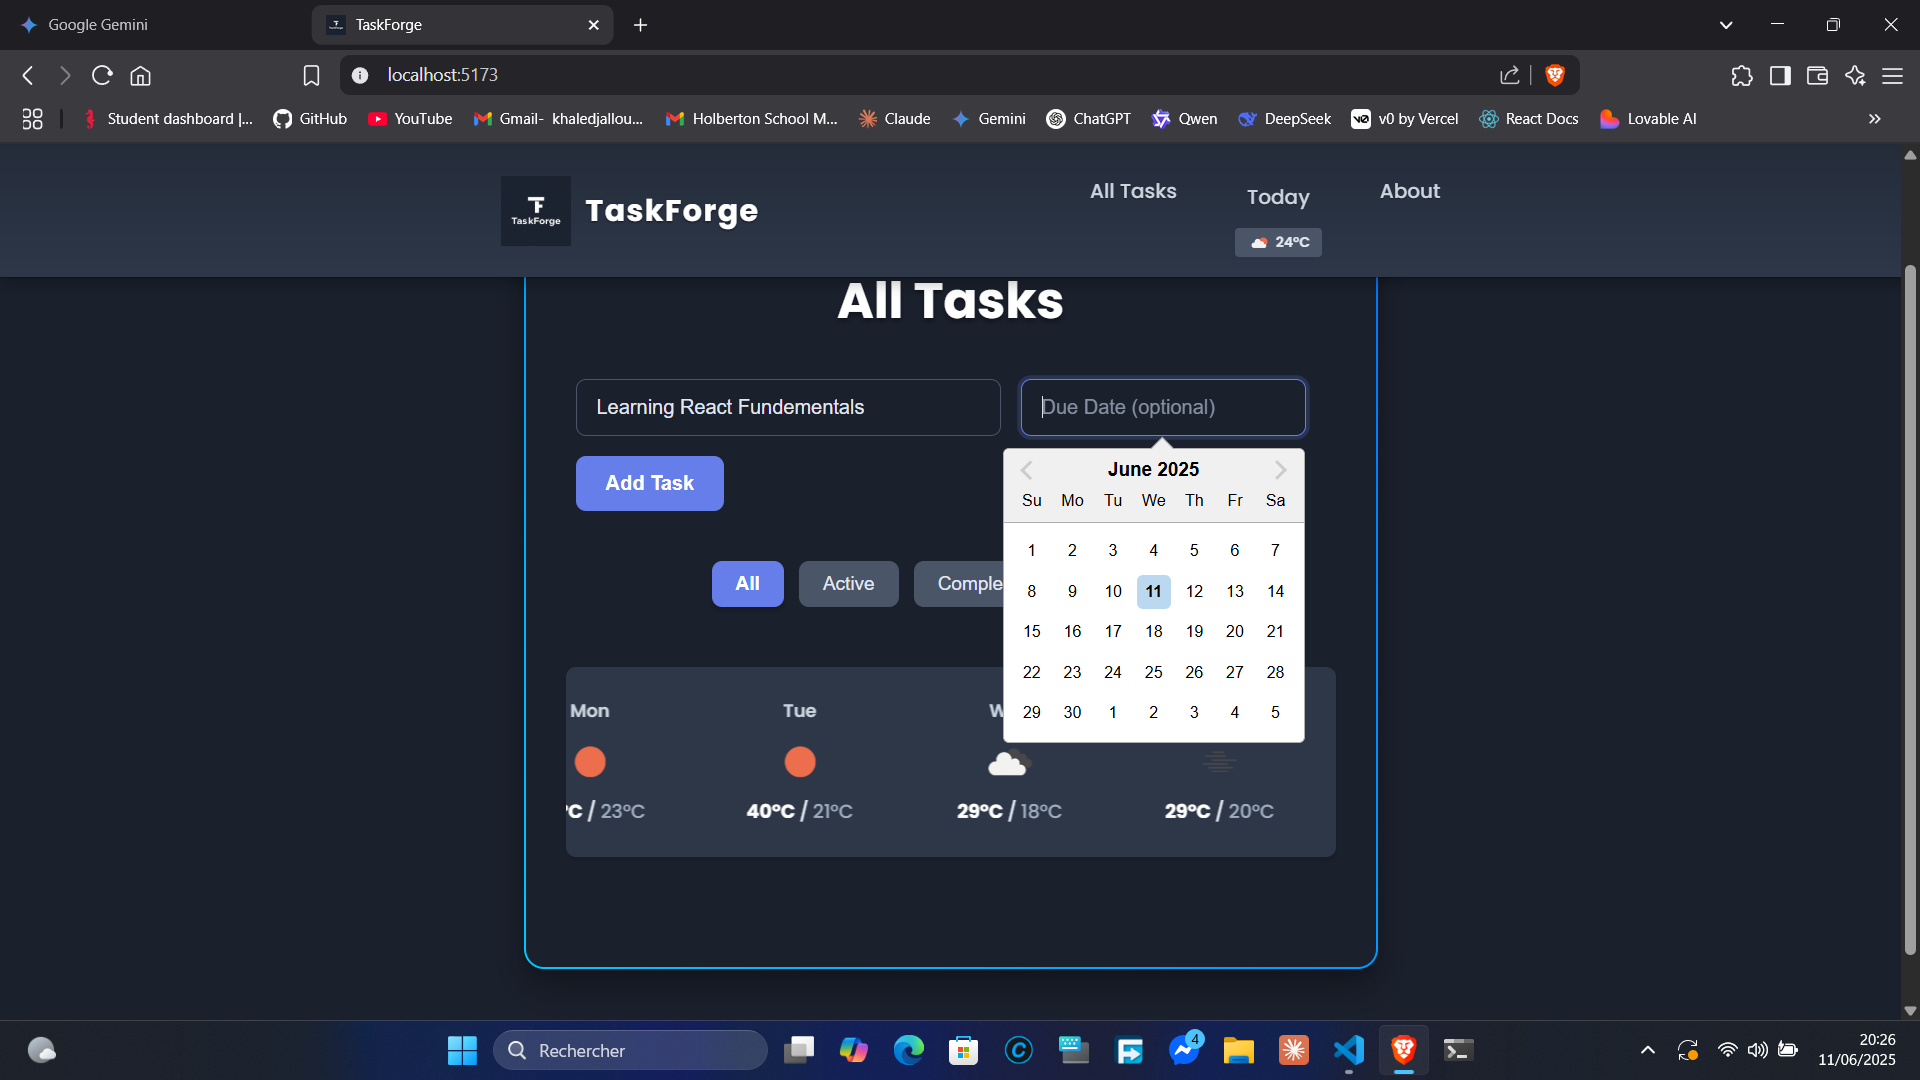 Google Gemini
TaskForge
localhost:5173
Student dashboard |...
GitHub
YouTube
Gmail- khaledjallou...
Holberton School M...
Claude
Gemini
ChatGPT
Qwen
DeepSeek
v0 by Vercel
React Docs
Lovable AI
TaskForge
TaskForge
All Tasks
Today
About
24°C
All Tasks
Learning React Fundementals
Due Date (optional)
Add Task
June 2025
Su Mo Tu We Th Fr Sa
1 2 3 4 5 6 7
8 9 10 11 12 13 14
15 16 17 18 19 20 21
22 23 24 25 26 27 28
29 30 1 2 3 4 5
All
Active
Comple
Mon
Tue
W
°C / 23°C
40°C / 21°C
29°C / 18°C
29°C / 20°C
Rechercher
4
20:26
11/06/2025